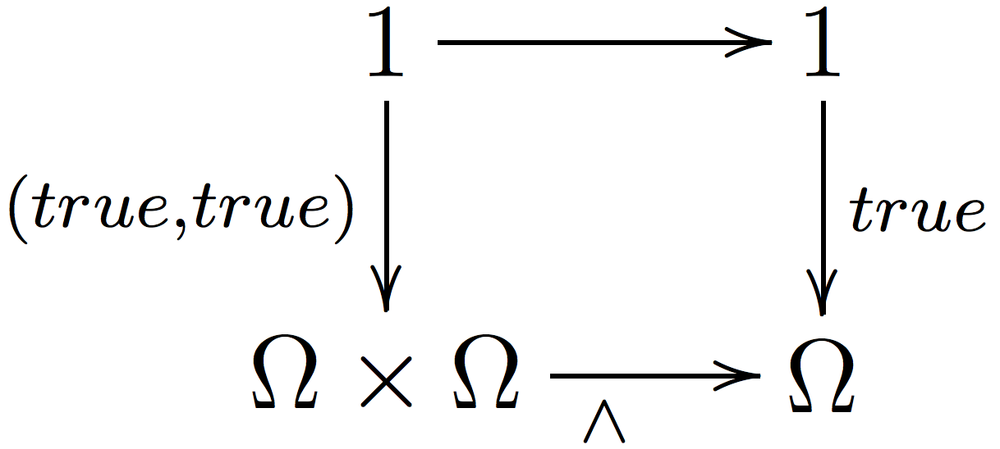 1 1
(true,true) true
Ω × Ω Ω
∧